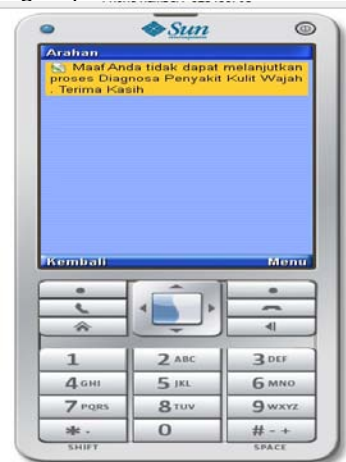 Sun
Arahan
Maaf Anda tidak dapat melanjutkan
proses Diagnosa Penyakit Kulit Wajah
, Terima Kasih
Kembali Menu
1 2 ABC 3 DEF
4 GHI 5 JKL 6 MNO
7 PQRS 8 TUV 9 WXYZ
* . 0 # - +
SHIFT SPACE